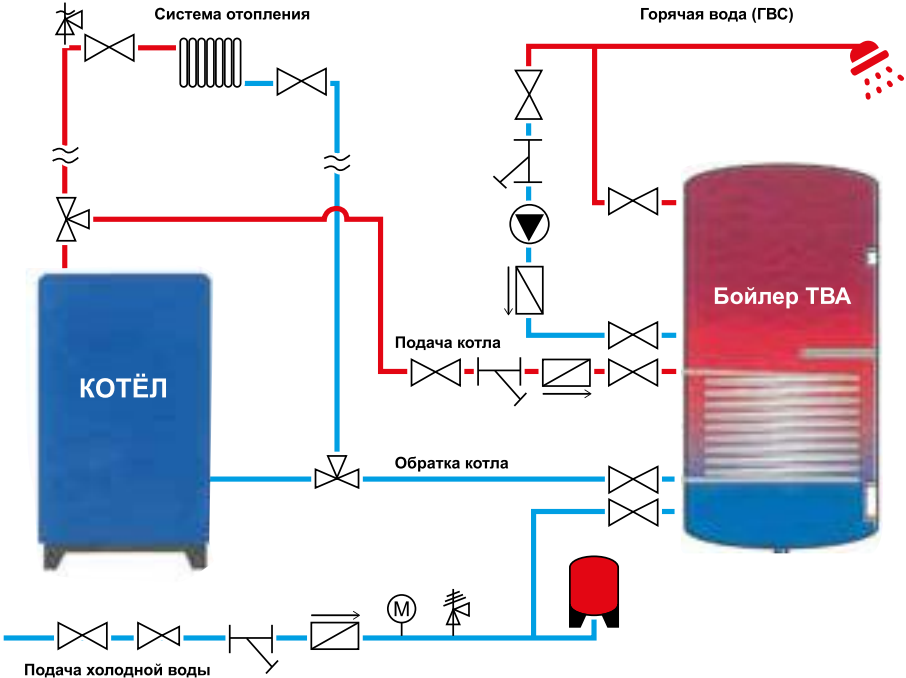 Система отопления
Горячая вода (ГВС)
Бойлер ТВА
Подача котла
КОТЁЛ
Обратка котла
М
Подача холодной воды